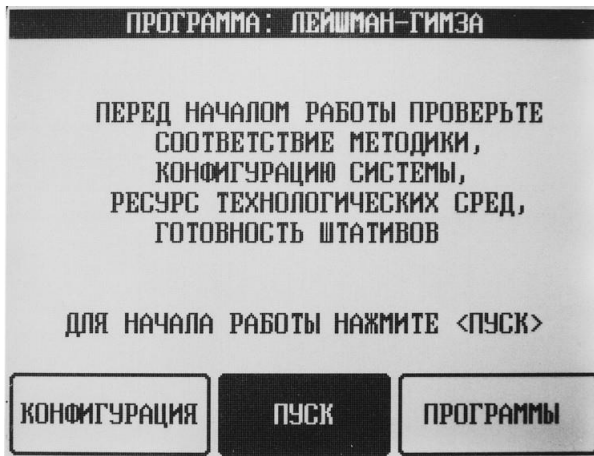 ПРОГРАММА: ЛЕЙШМАН-ГИМЗА
ПЕРЕД НАЧАЛОМ РАБОТЫ ПРОВЕРЬТЕ
СООТВЕТСТВИЕ МЕТОДИКИ,
КОНФИГУРАЦИЮ СИСТЕМЫ,
РЕСУРС ТЕХНОЛОГИЧЕСКИХ СРЕД,
ГОТОВНОСТЬ ШТАТИВОВ
ДЛЯ НАЧАЛА РАБОТЫ НАЖМИТЕ <ПУСК>
КОНФИГУРАЦИЯ
ПУСК
ПРОГРАММЫ